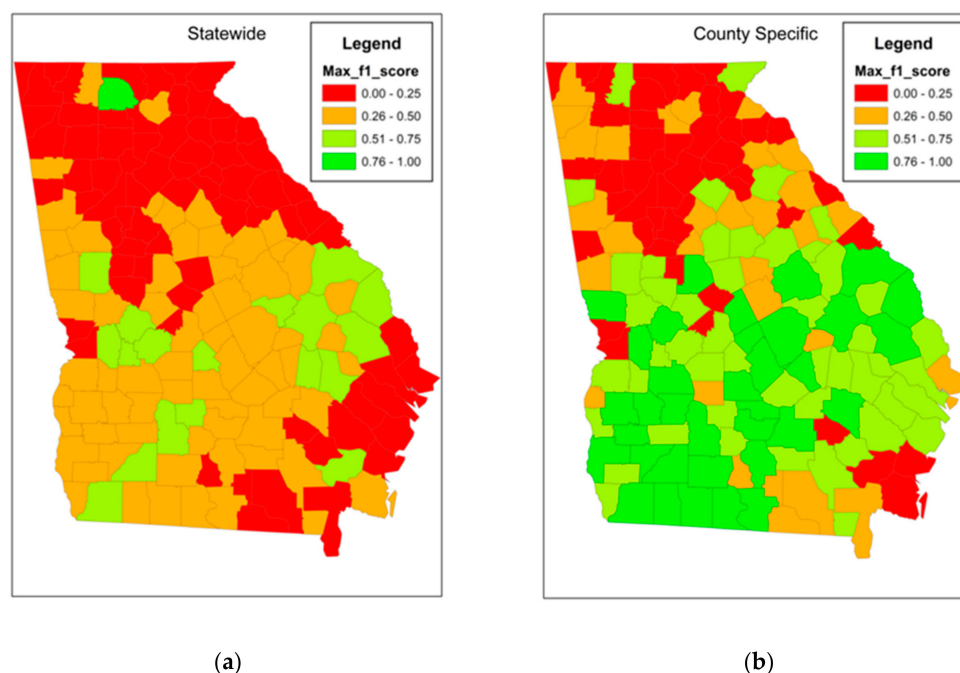 Statewide
Legend
Max_f1_score
0.00 - 0.25
0.26 - 0.50
0.51 - 0.75
0.76 - 1.00
County Specific
Legend
Max_f1_score
0.00 - 0.25
0.26 - 0.50
0.51 - 0.75
0.76 - 1.00
(a)
(b)